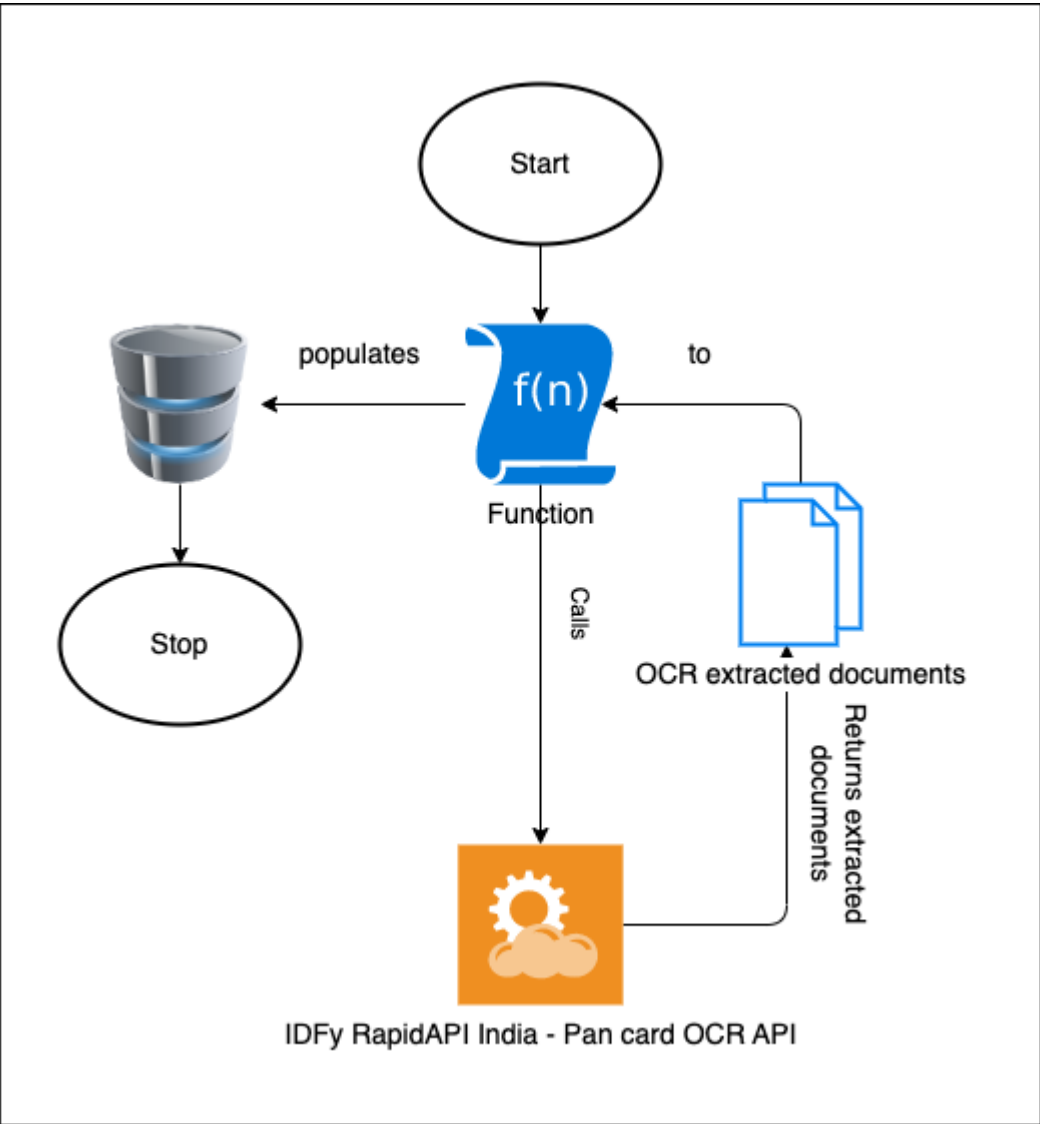 Start
populates
f(n)
to
Function
Calls
Stop
OCR extracted documents
Returns extracted
documents
IDFy RapidAPI India - Pan card OCR API